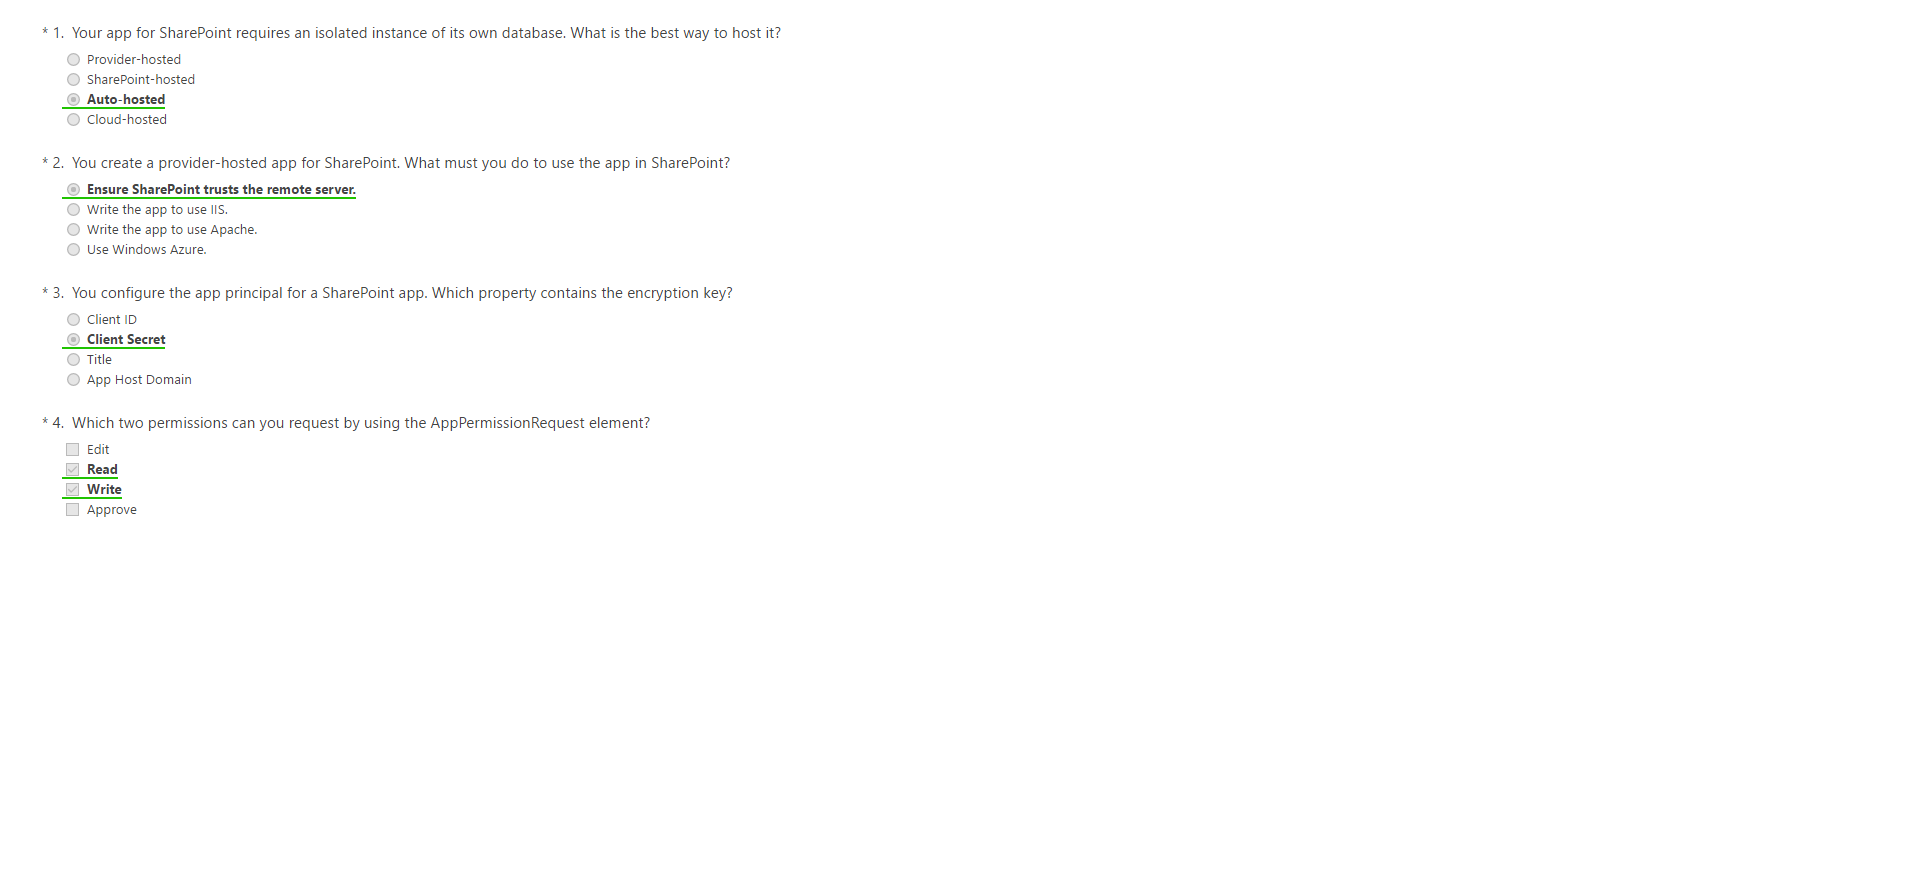 * 1. Your app for SharePoint requires an isolated instance of its own database. What is the best way to host it?
Provider-hosted
SharePoint-hosted
Auto-hosted
Cloud-hosted
* 2. You create a provider-hosted app for SharePoint. What must you do to use the app in SharePoint?
Ensure SharePoint trusts the remote server.
Write the app to use IIS.
Write the app to use Apache.
Use Windows Azure.
* 3. You configure the app principal for a SharePoint app. Which property contains the encryption key?
Client ID
Client Secret
Title
App Host Domain
* 4. Which two permissions can you request by using the AppPermissionRequest element?
Edit
Read
Write
Approve